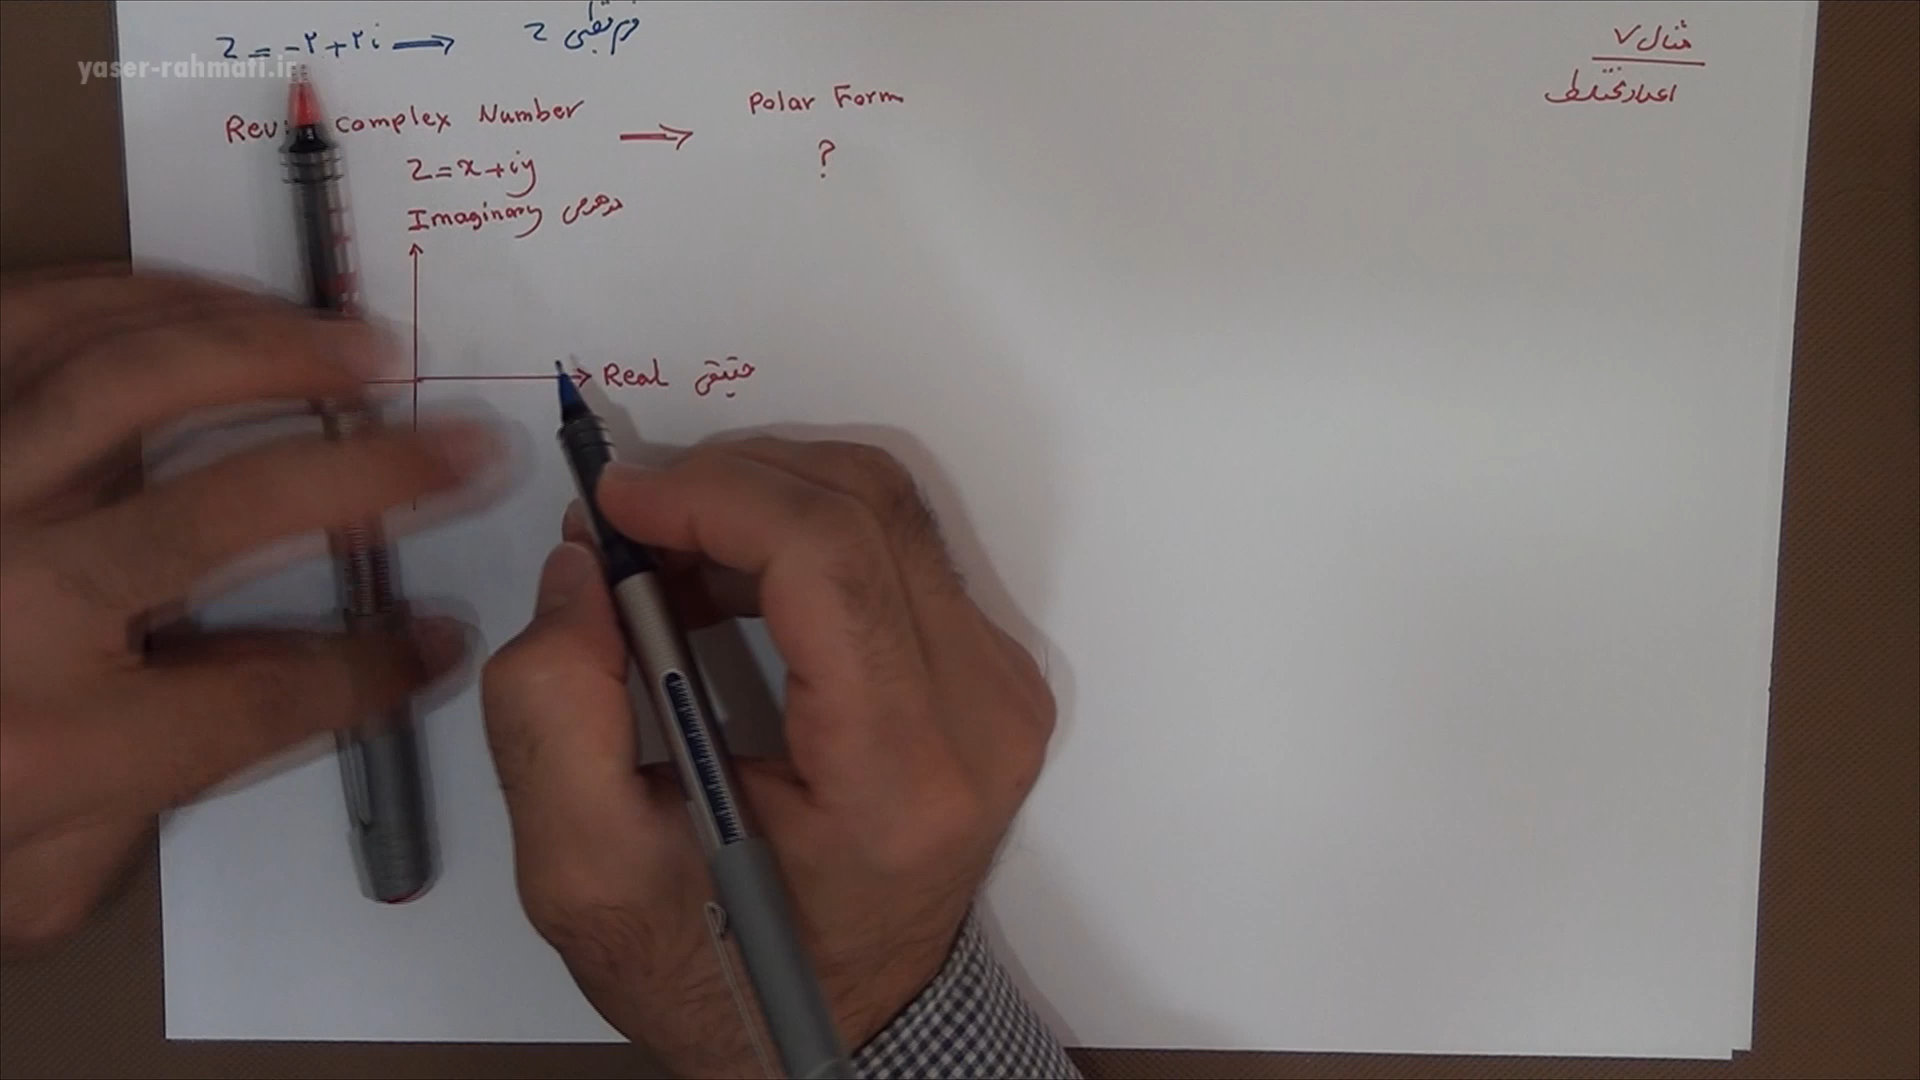 Z = -۲+۲i → فرم قطبی Z
مثال ۷
اعداد مختلط
yaser-rahmati.ir
Complex Number ⇒ Polar Form
Z = x+iy
?
Imaginary موهومی
Real حقیقی